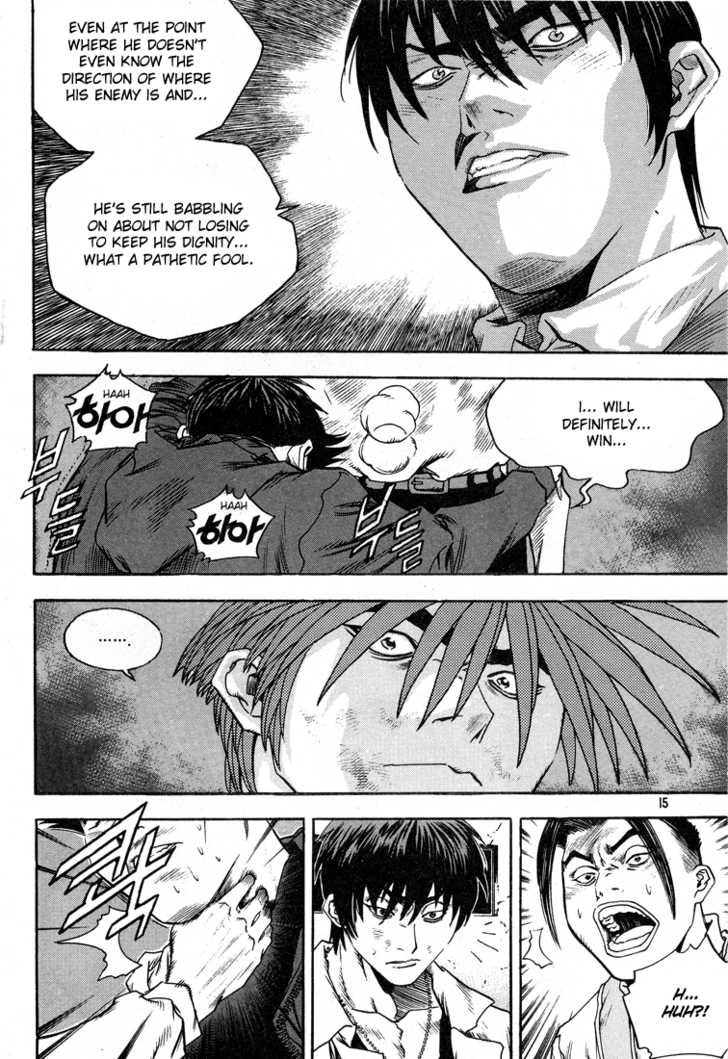 EVEN AT THE POINT
WHERE HE DOESN'T
EVEN KNOW THE
DIRECTION OF WHERE
HIS ENEMY IS AND...
HE'S STILL BABBLING
ON ABOUT NOT LOSING
TO KEEP HIS DIGNITY...
WHAT A PATHETIC FOOL.
HAAH
하아
부들
HAAH
하아
부들
I... WILL
DEFINITELY...
WIN...
.......
15
콱
H...
HUH?!